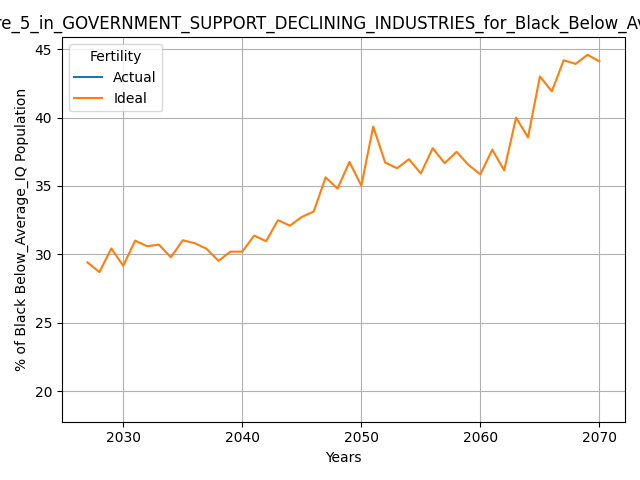 re_5_in_GOVERNMENT_SUPPORT_DECLINING_INDUSTRIES_for_Black_Below_Av
Fertility
Actual
Ideal
% of Black Below_Average_IQ Population
45
40
35
30
25
20
2030 2040 2050 2060 2070
Years